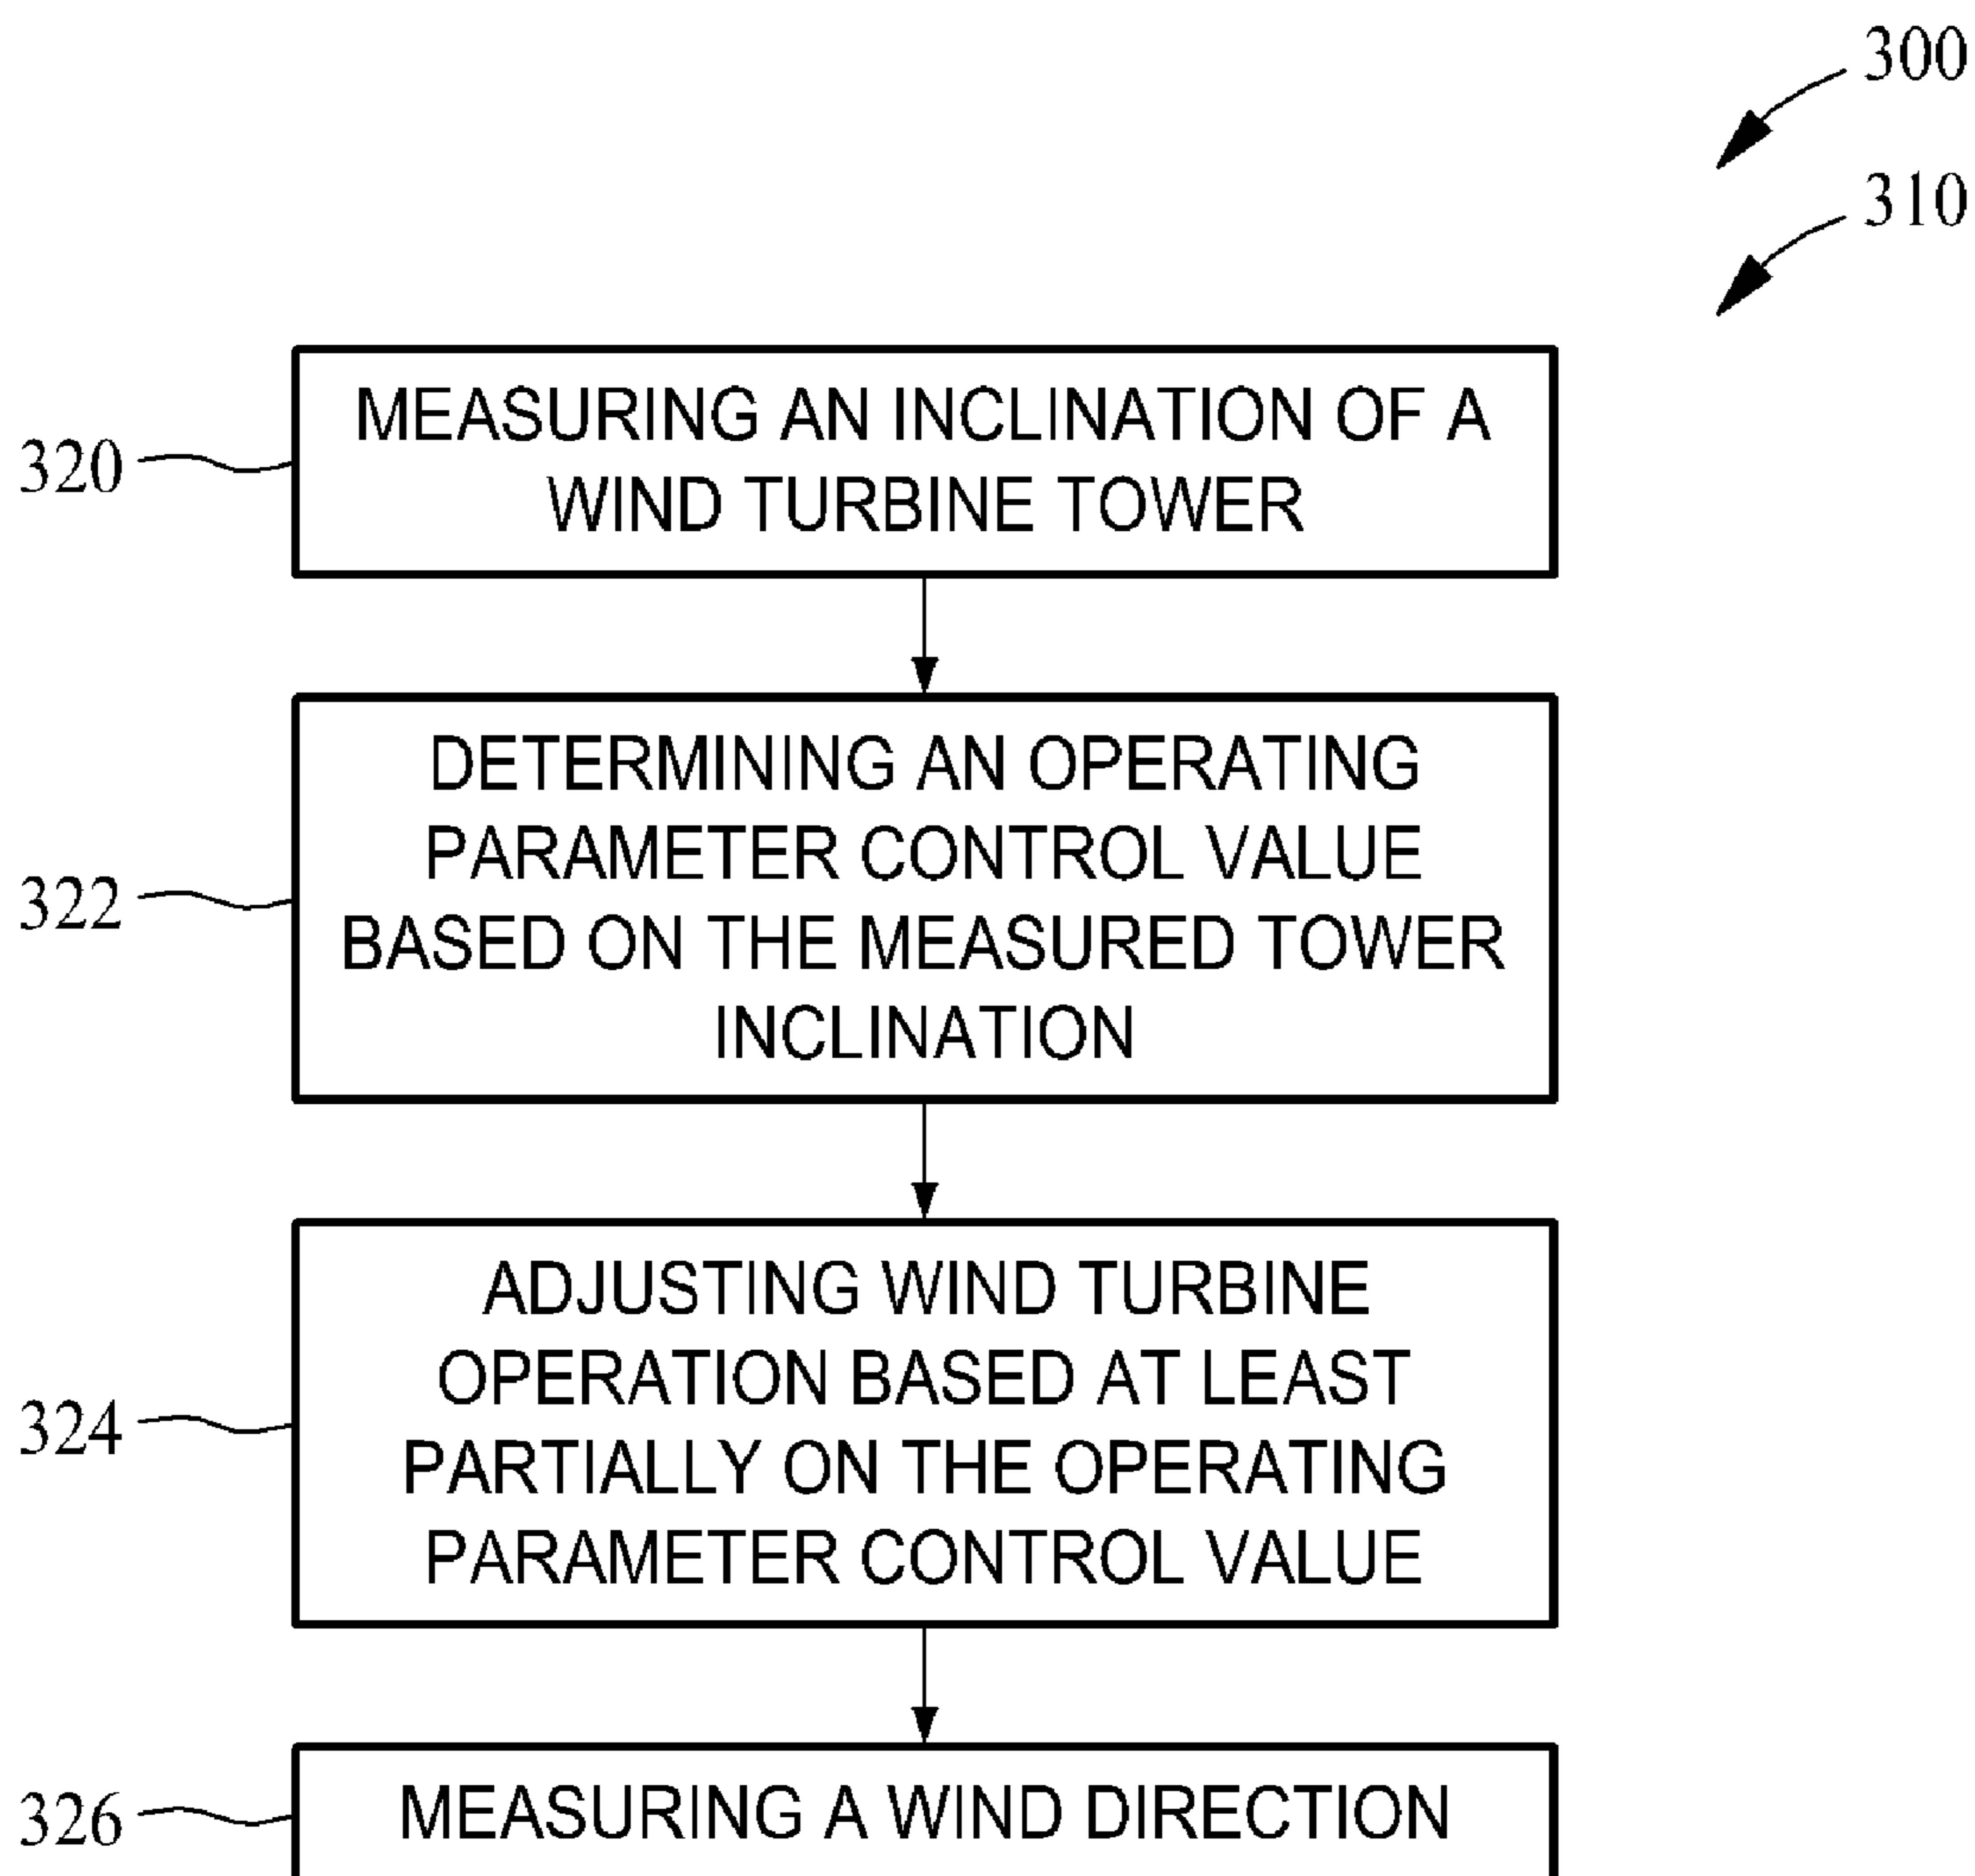 300
310
320
MEASURING AN INCLINATION OF A
WIND TURBINE TOWER
322
DETERMINING AN OPERATING
PARAMETER CONTROL VALUE
BASED ON THE MEASURED TOWER
INCLINATION
324
ADJUSTING WIND TURBINE
OPERATION BASED AT LEAST
PARTIALLY ON THE OPERATING
PARAMETER CONTROL VALUE
326
MEASURING A WIND DIRECTION